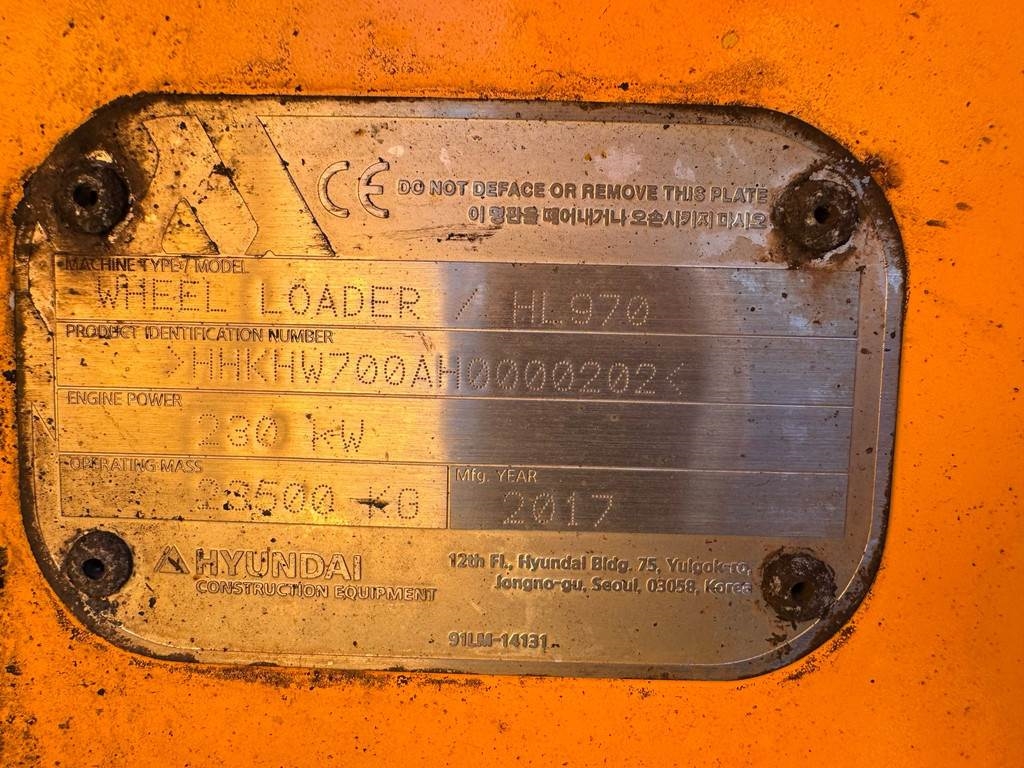 CE DO NOT DEFACE OR REMOVE THIS PLATE
이 명판을 떼어내거나 오손시키지 마시오
MACHINE TYPE / MODEL
WHEEL LOADER / HL970
PRODUCT IDENTIFICATION NUMBER
>HHKHW700AH0000202<
ENGINE POWER
230 KW
OPERATING MASS
23500 KG
Mfg. YEAR
2017
HYUNDAI
CONSTRUCTION EQUIPMENT
12th Fl., Hyundai Bldg. 75, Yulgok-ro,
Jongno-gu, Seoul, 03058, Korea
91LM-14131